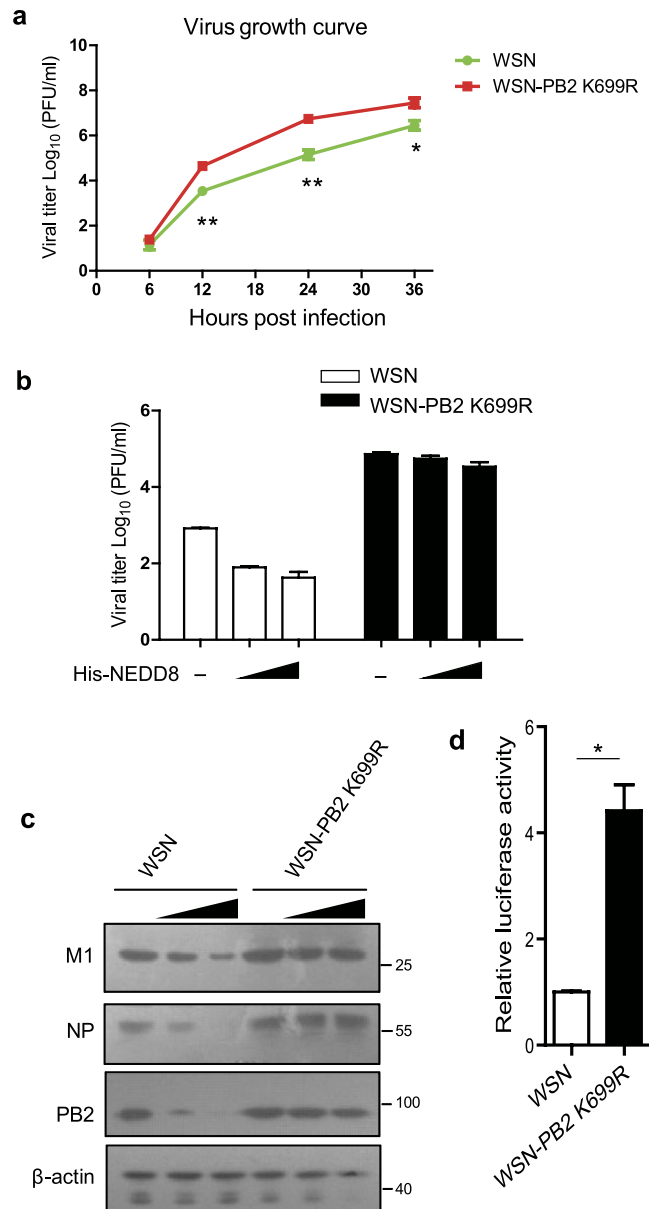 a
Virus growth curve
WSN
WSN-PB2 K699R
Viral titer Log10 (PFU/ml)
10
8
6
4
2
0
0 6 12 18 24 30 36
** ** *
Hours post infection
b
WSN
WSN-PB2 K699R
Viral titer Log10 (PFU/ml)
6
4
2
0
His-NEDD8 – –
c
WSN WSN-PB2 K699R
M1 25
NP 55
PB2 100
β-actin 40
d
Relative luciferase activity
6
4
2
0
*
WSN
WSN-PB2 K699R